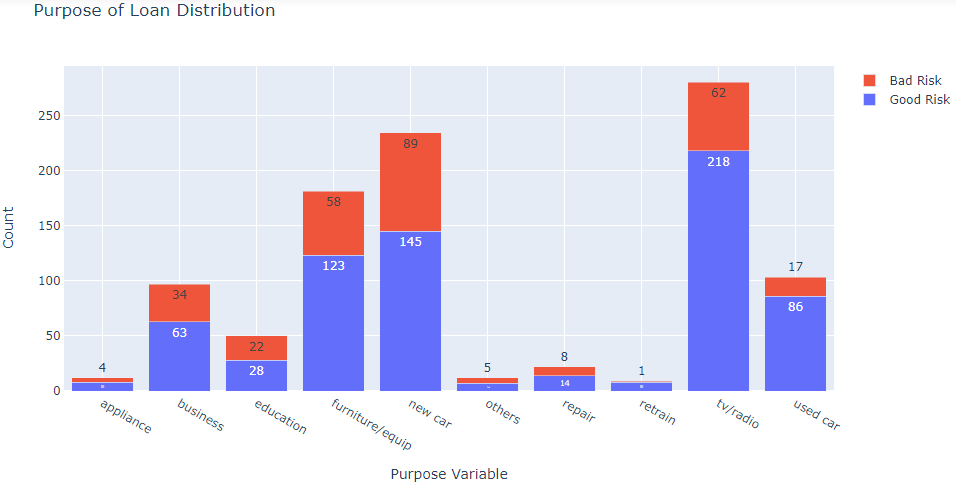 Purpose of Loan Distribution
Bad Risk
Good Risk
Count
250
200
150
100
50
0
4
34
63
22
28
58
123
89
145
5
8
14
1
62
218
17
86
appliance
business
education
furniture/equip
new car
others
repair
retrain
tv/radio
used car
Purpose Variable